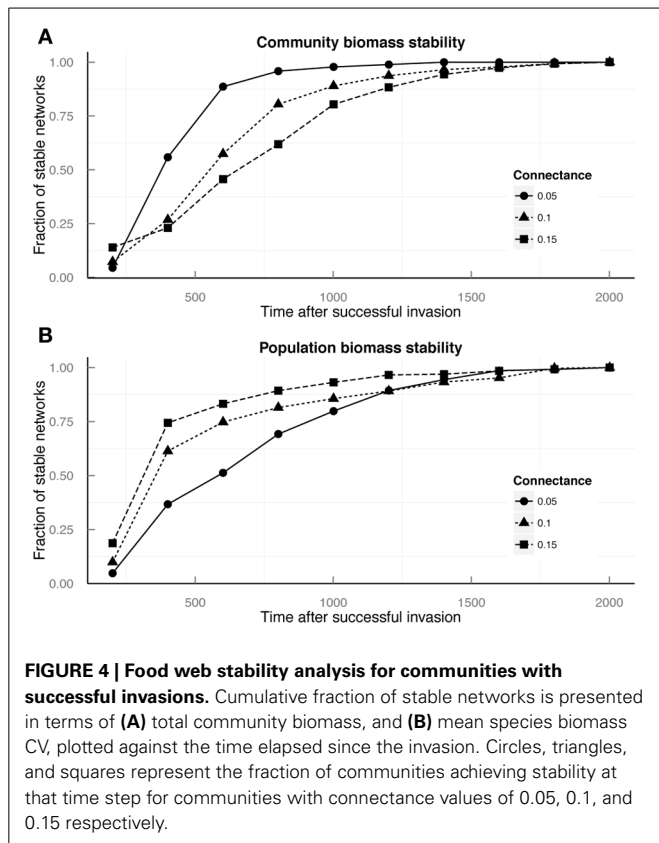 A
Community biomass stability
Fraction of stable networks
1.00
0.75
0.50
0.25
0.00
Connectance
0.05
0.1
0.15
500
1000
1500
2000
Time after successful invasion
B
Population biomass stability
Fraction of stable networks
1.00
0.75
0.50
0.25
0.00
Connectance
0.05
0.1
0.15
500
1000
1500
2000
Time after successful invasion
FIGURE 4 | Food web stability analysis for communities with
successful invasions. Cumulative fraction of stable networks is presented
in terms of (A) total community biomass, and (B) mean species biomass
CV, plotted against the time elapsed since the invasion. Circles, triangles,
and squares represent the fraction of communities achieving stability at
that time step for communities with connectance values of 0.05, 0.1, and
0.15 respectively.